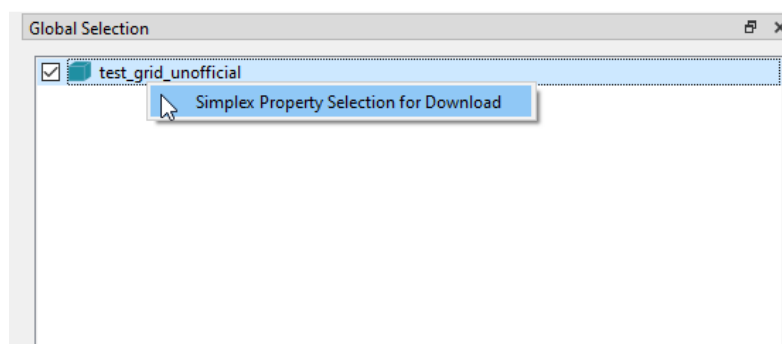 Global Selection
test_grid_unofficial
Simplex Property Selection for Download